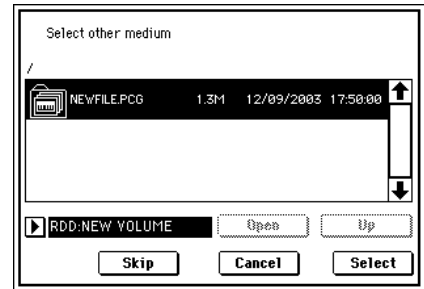 Select other medium
/
NEWFILE.PCG 1.3M 12/09/2003 17:50:00
RDD:NEW VOLUME Open Up
Skip Cancel Select